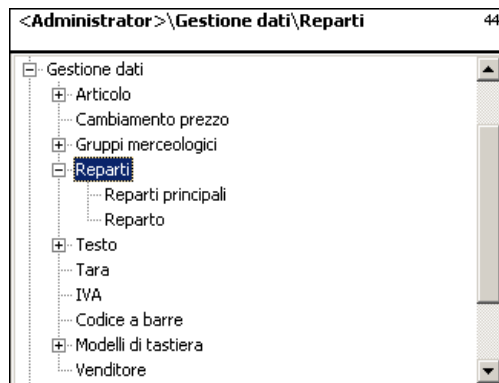 <Administrator>\Gestione dati\Reparti 44
Gestione dati
Articolo
Cambiamento prezzo
Gruppi merceologici
Reparti
Reparti principali
Reparto
Testo
Tara
IVA
Codice a barre
Modelli di tastiera
Venditore